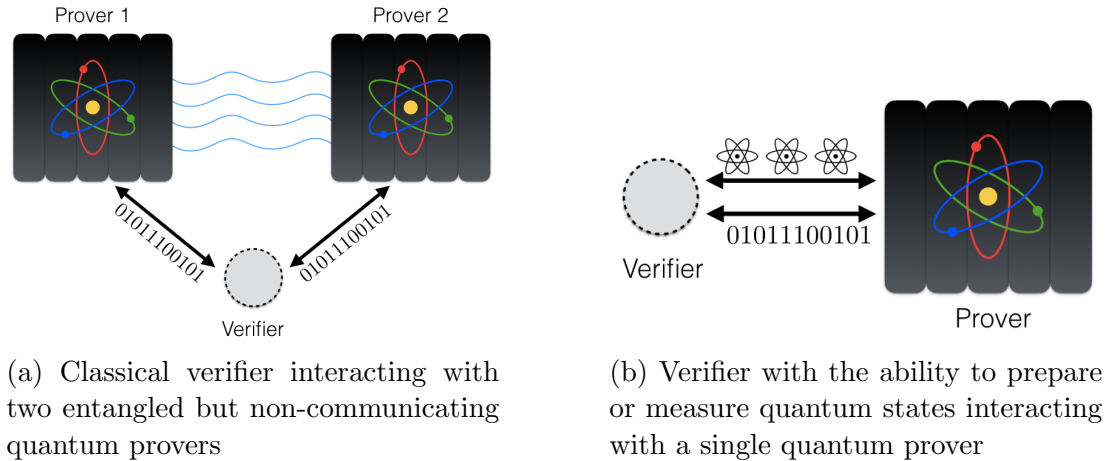 Prover 1
Prover 2
01011100101
01011100101
Verifier
(a) Classical verifier interacting with
two entangled but non-communicating
quantum provers
01011100101
Verifier
Prover
(b) Verifier with the ability to prepare
or measure quantum states interacting
with a single quantum prover